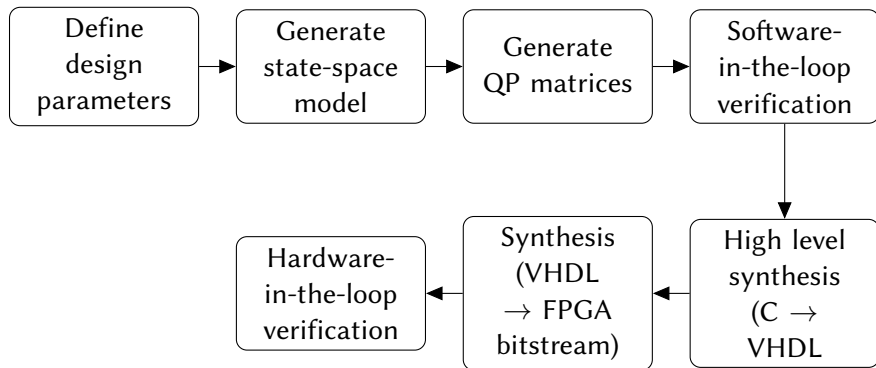 Define
design
parameters
Generate
state-space
model
Generate
QP matrices
Software-
in-the-loop
verification
High level
synthesis
(C →
VHDL
Synthesis
(VHDL
→ FPGA
bitstream)
Hardware-
in-the-loop
verification